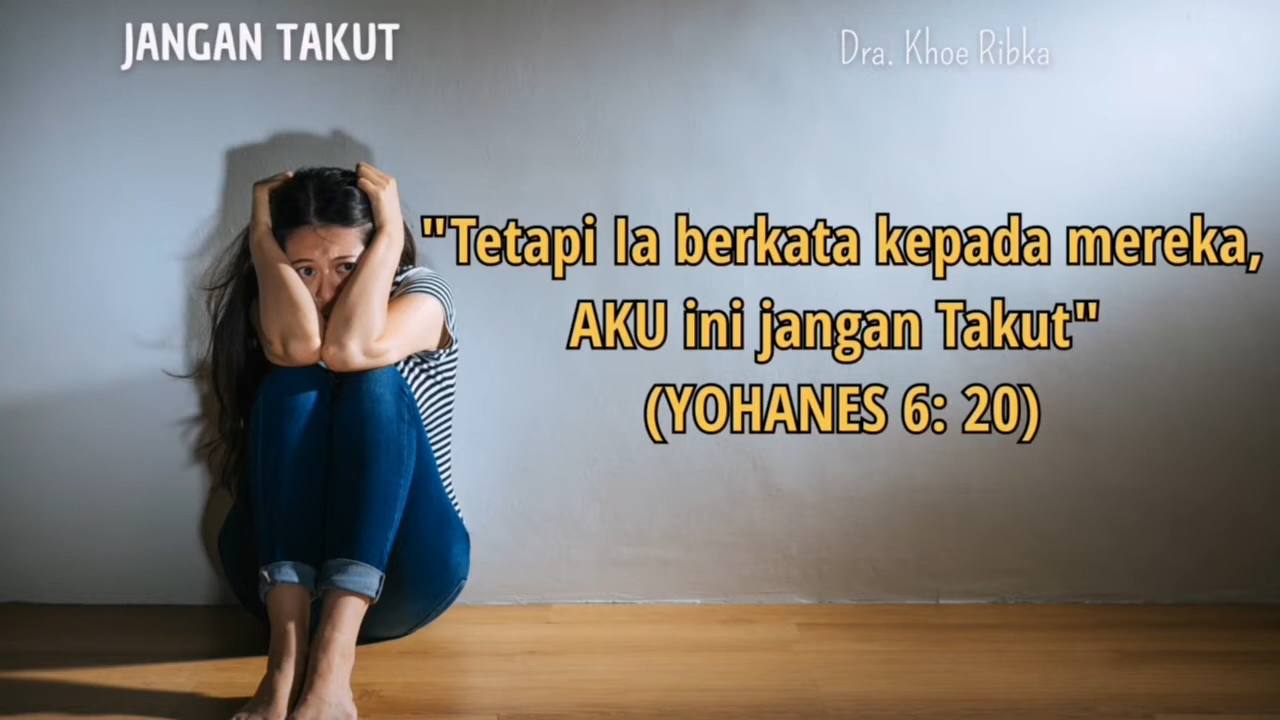 JANGAN TAKUT
Dra. Khoe Ribka
"Tetapi Ia berkata kepada mereka,
AKU ini jangan Takut"
(YOHANES 6: 20)